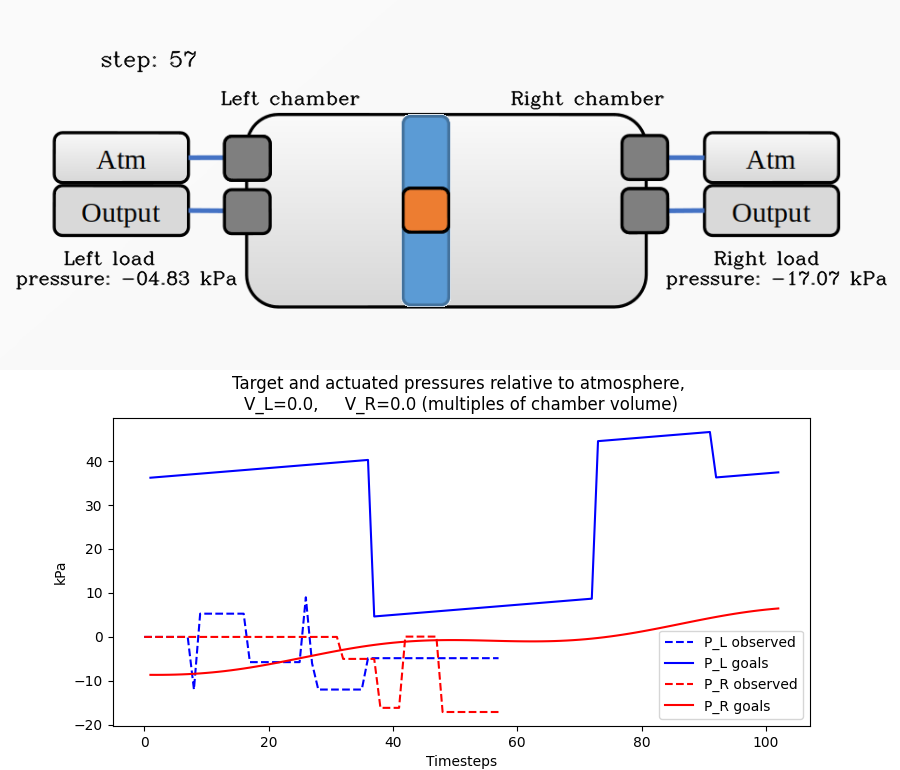 step: 57
Left chamber
Right chamber
Atm
Atm
Output
Output
Left load
pressure: −04.83 kPa
Right load
pressure: −17.07 kPa
Target and actuated pressures relative to atmosphere,
V_L=0.0, V_R=0.0 (multiples of chamber volume)
40
30
20
10
0
−10
−20
kPa
0
20
40
60
80
100
Timesteps
P_L observed
P_L goals
P_R observed
P_R goals